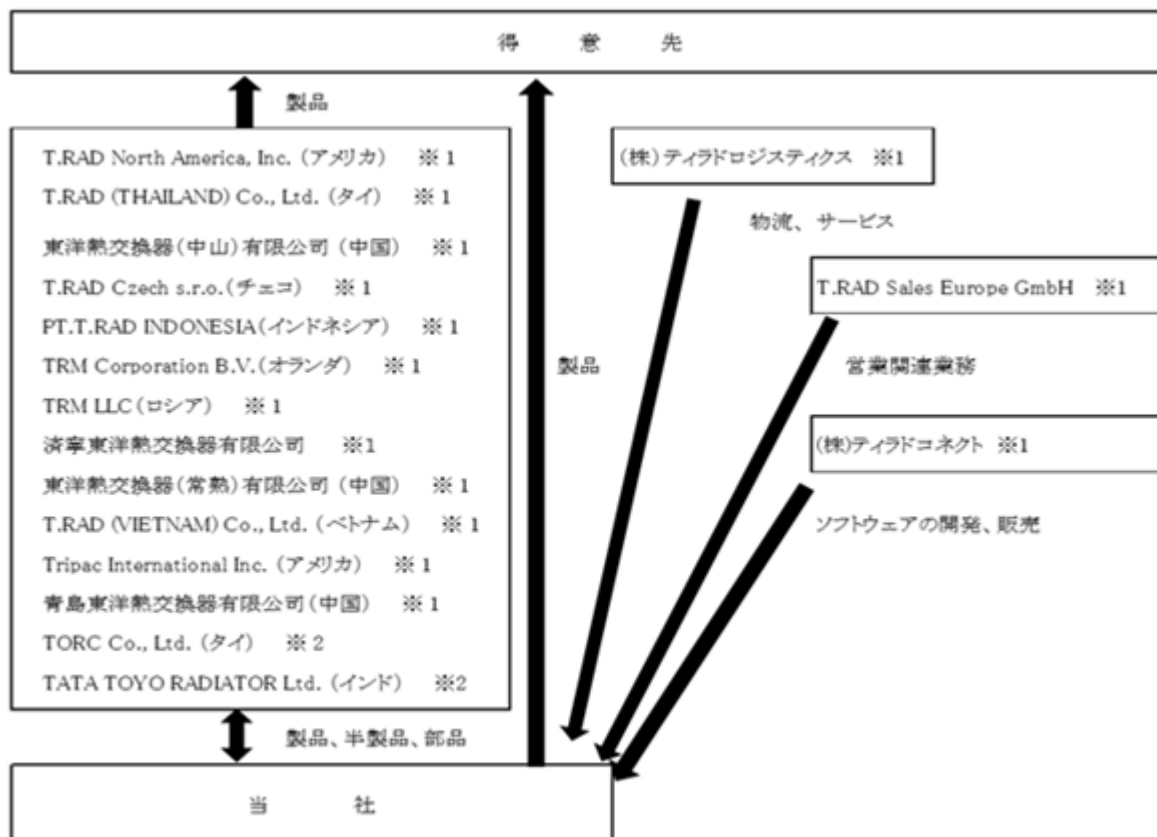 得 意 先
製品
T.RAD North America, Inc. (アメリカ) ※1
T.RAD (THAILAND) Co., Ltd. (タイ) ※1
東洋熱交換器(中山)有限公司 (中国) ※1
T.RAD Czech s.r.o.(チェコ) ※1
PT.T.RAD INDONESIA(インドネシア) ※1
TRM Corporation B.V.(オランダ) ※1
TRM LLC(ロシア) ※1
済寧東洋熱交換器有限公司 ※1
東洋熱交換器(常熟)有限公司 (中国) ※1
T.RAD (VIETNAM) Co., Ltd. (ベトナム) ※1
Tripac International Inc. (アメリカ) ※1
青島東洋熱交換器有限公司(中国) ※1
TORC Co., Ltd. (タイ) ※2
TATA TOYO RADIATOR Ltd. (インド) ※2
製品、半製品、部品
製品
(株)ティラドロジスティクス ※1
物流、サービス
T.RAD Sales Europe GmbH ※1
営業関連業務
(株)ティラドコネクト ※1
ソフトウェアの開発、販売
当 社